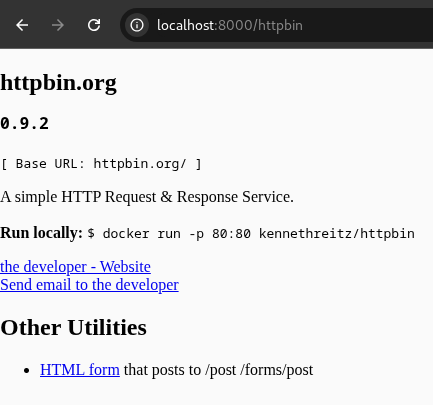 localhost:8000/httpbin
httpbin.org
0.9.2
[ Base URL: httpbin.org/ ]
A simple HTTP Request & Response Service.
Run locally: $ docker run -p 80:80 kennethreitz/httpbin
the developer - Website
Send email to the developer
Other Utilities
HTML form that posts to /post /forms/post